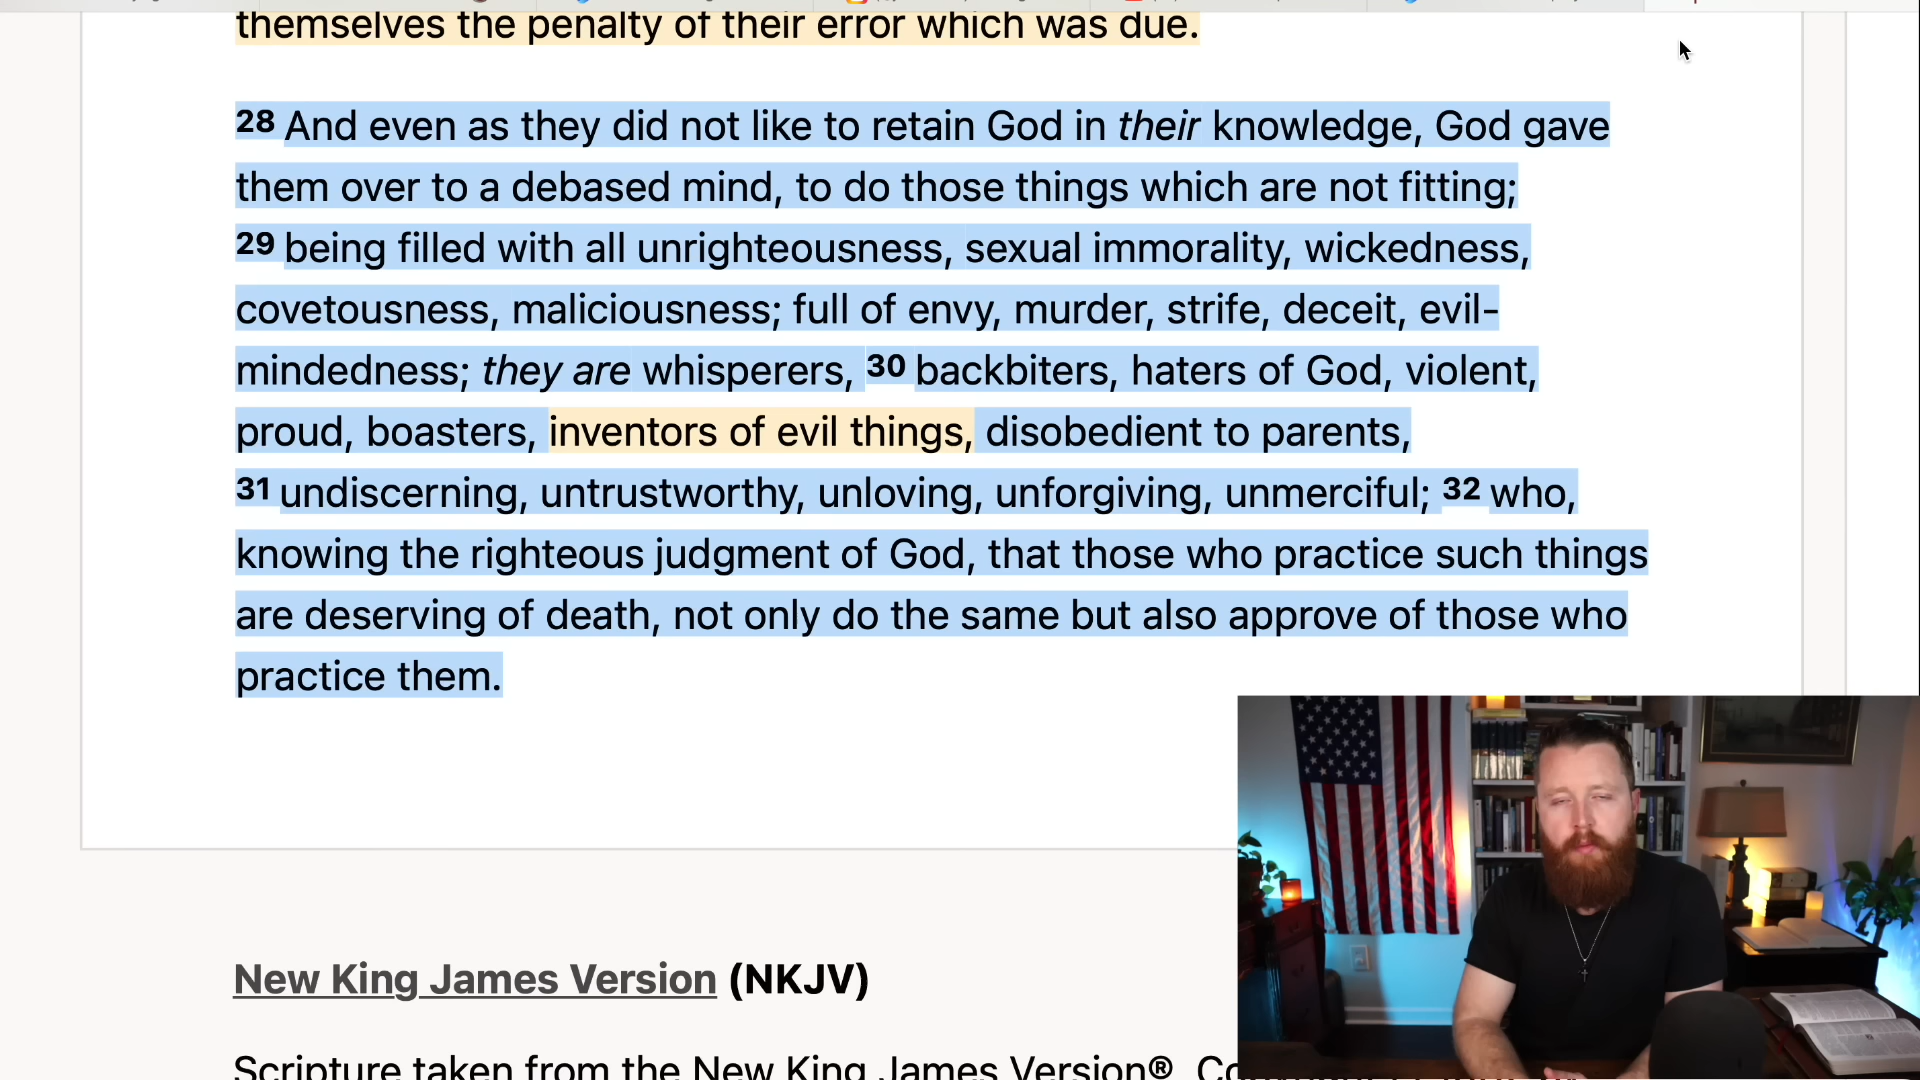 themselves the penalty of their error which was due.
28 And even as they did not like to retain God in their knowledge, God gave
them over to a debased mind, to do those things which are not fitting;
29 being filled with all unrighteousness, sexual immorality, wickedness,
covetousness, maliciousness; full of envy, murder, strife, deceit, evil-
mindedness; they are whisperers, 30 backbiters, haters of God, violent,
proud, boasters, inventors of evil things, disobedient to parents,
31 undiscerning, untrustworthy, unloving, unforgiving, unmerciful; 32 who,
knowing the righteous judgment of God, that those who practice such things
are deserving of death, not only do the same but also approve of those who
practice them.
New King James Version (NKJV)
Scripture taken from the New King James Version®.